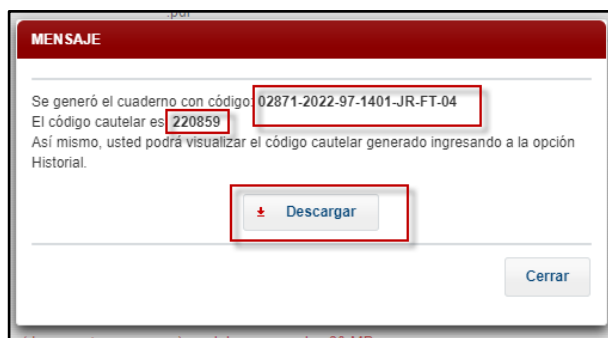 .pdf
MENSAJE
Se generó el cuaderno con código: 02871-2022-97-1401-JR-FT-04
El código cautelar es 220859
Así mismo, usted podrá visualizar el código cautelar generado ingresando a la opción
Historial.
Descargar
Cerrar